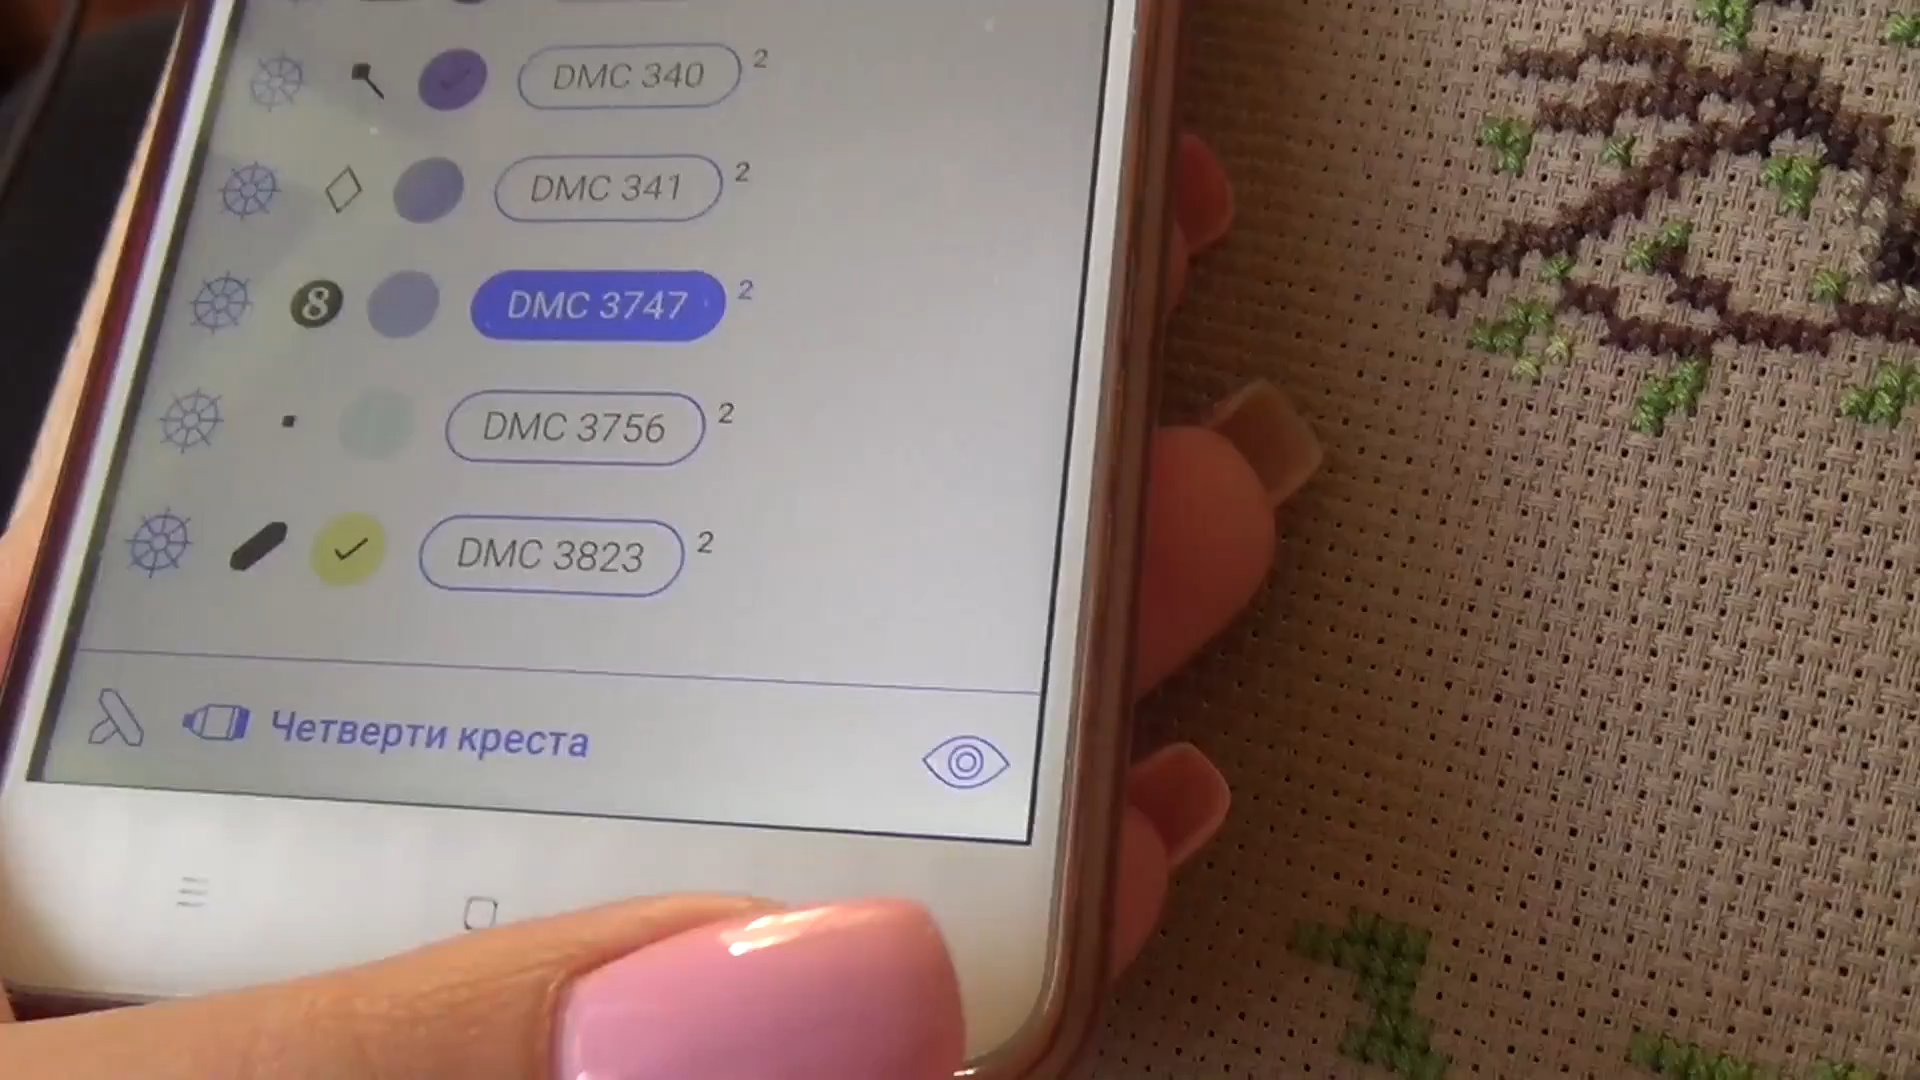 DMC 340 2
DMC 341 2
8 DMC 3747 2
DMC 3756 2
DMC 3823 2
Четверти креста